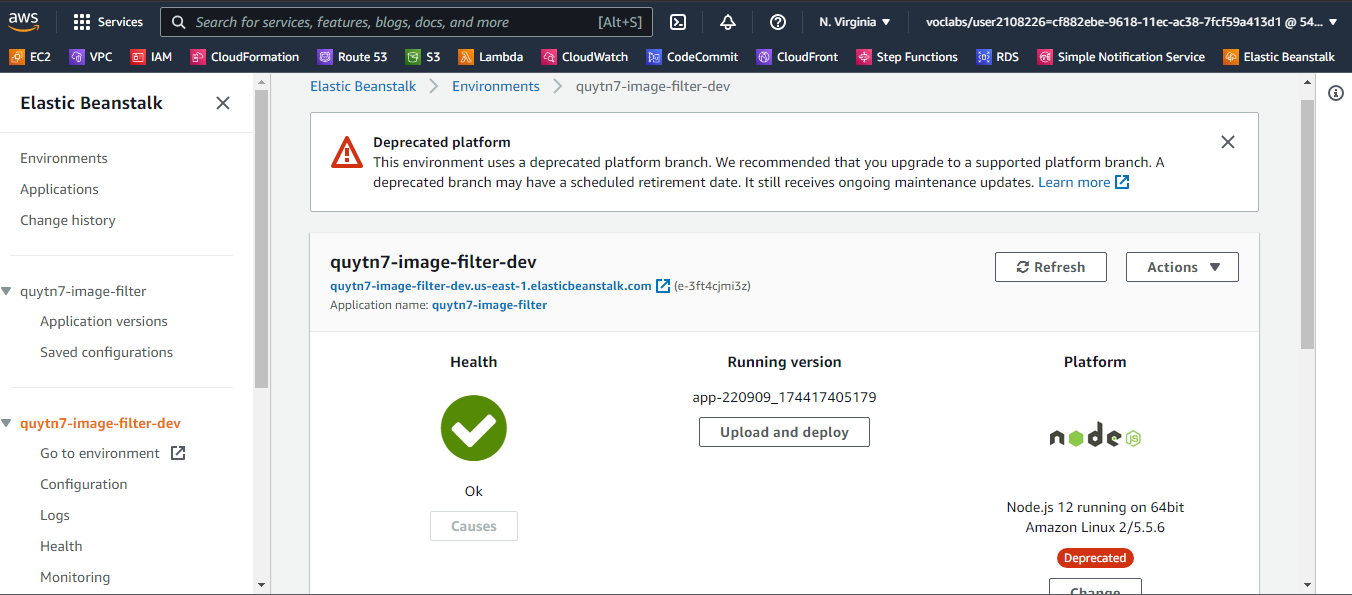 aws
Services
Search for services, features, blogs, docs, and more [Alt+S]
N. Virginia
voclabs/user2108226=cf882ebe-9618-11ec-ac38-7fcf59a413d1 @ 54...
EC2 VPC IAM CloudFormation Route 53 S3 Lambda CloudWatch CodeCommit CloudFront Step Functions RDS Simple Notification Service Elastic Beanstalk
Elastic Beanstalk
Environments
Applications
Change history
quytn7-image-filter
Application versions
Saved configurations
quytn7-image-filter-dev
Go to environment
Configuration
Logs
Health
Monitoring
Elastic Beanstalk Environments quytn7-image-filter-dev
Deprecated platform
This environment uses a deprecated platform branch. We recommended that you upgrade to a supported platform branch. A
deprecated branch may have a scheduled retirement date. It still receives ongoing maintenance updates. Learn more
quytn7-image-filter-dev
quytn7-image-filter-dev.us-east-1.elasticbeanstalk.com (e-3ft4cjmi3z)
Application name: quytn7-image-filter
Refresh
Actions
Health
Ok
Causes
Running version
app-220909_174417405179
Upload and deploy
Platform
node JS
Node.js 12 running on 64bit
Amazon Linux 2/5.5.6
Deprecated
Change